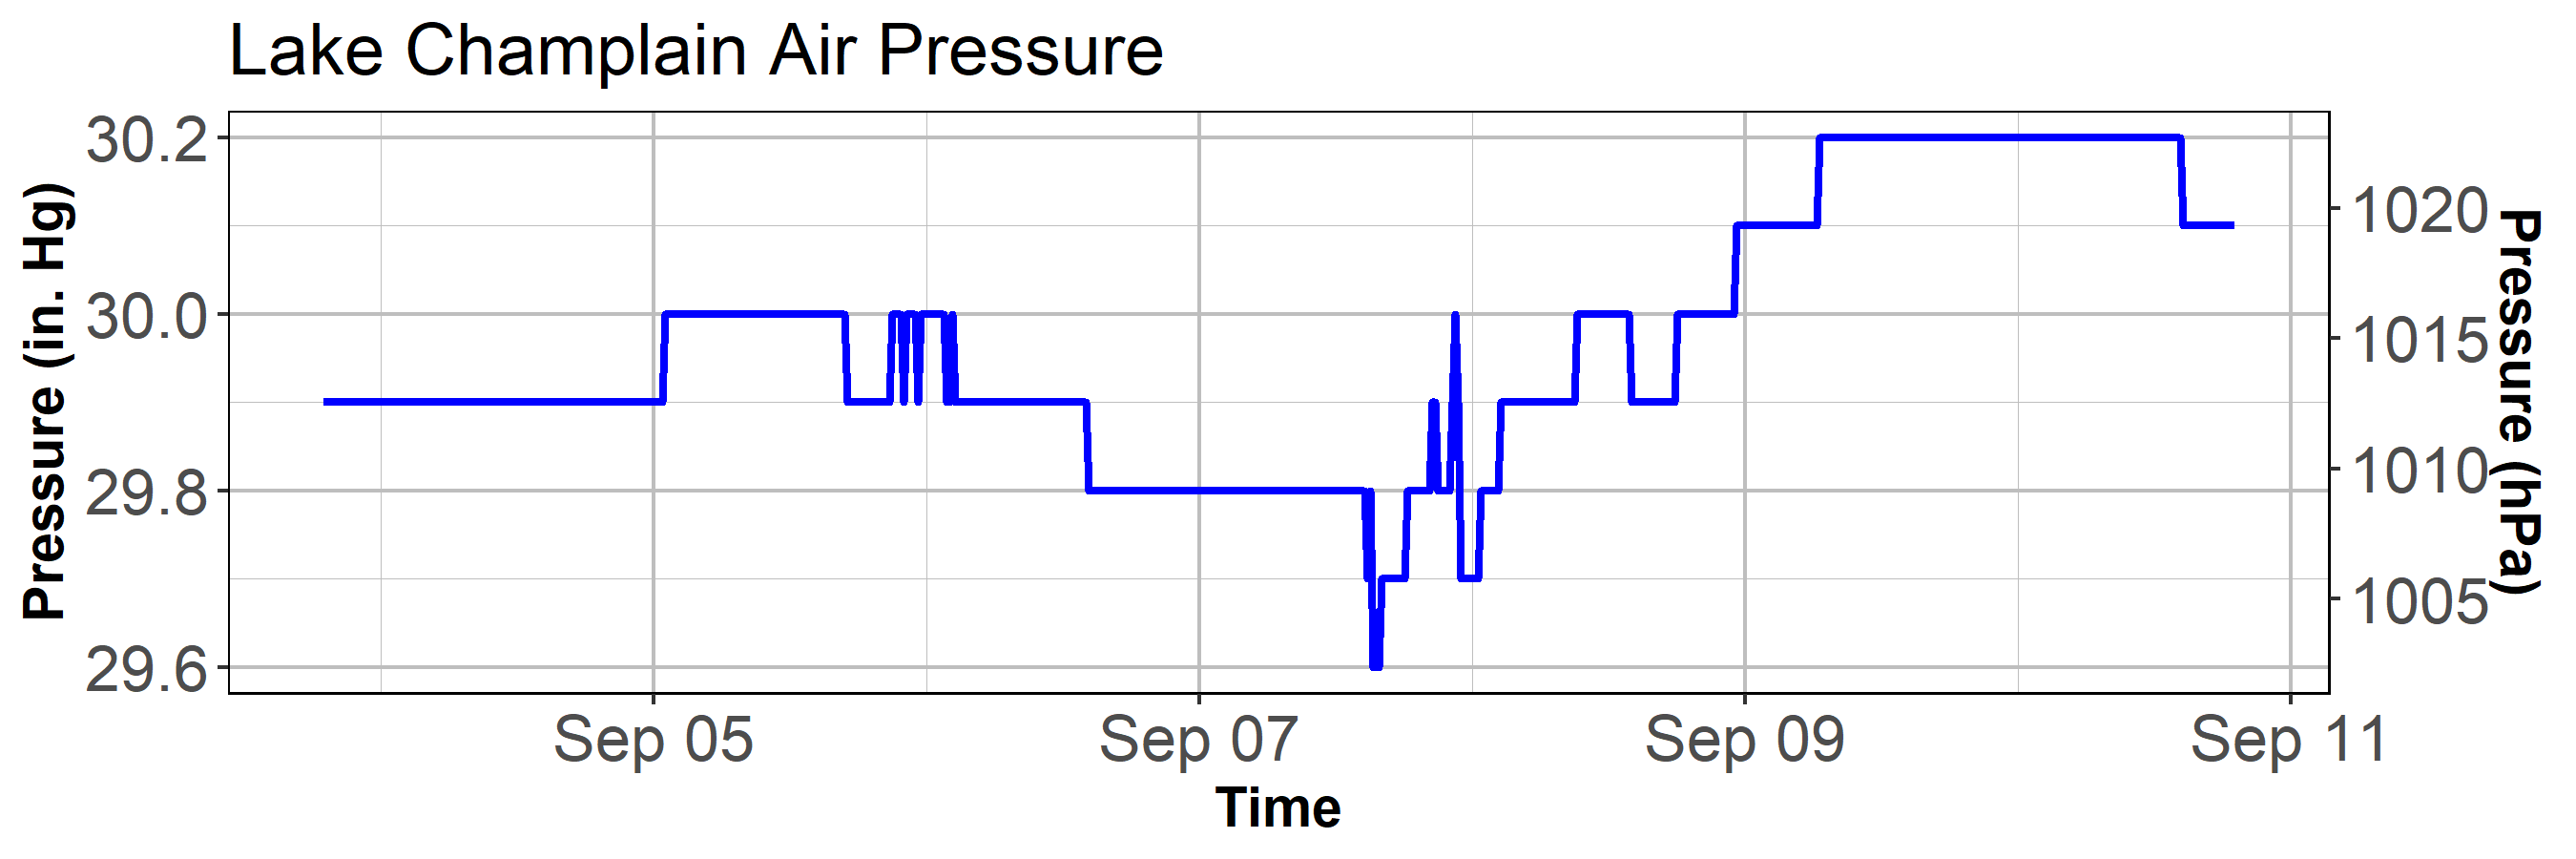 Lake Champlain Air Pressure
Pressure (in. Hg)
30.2
30.0
29.8
29.6
1020
1015
1010
1005
Pressure (hPa)
Sep 05 Sep 07 Sep 09 Sep 11
Time